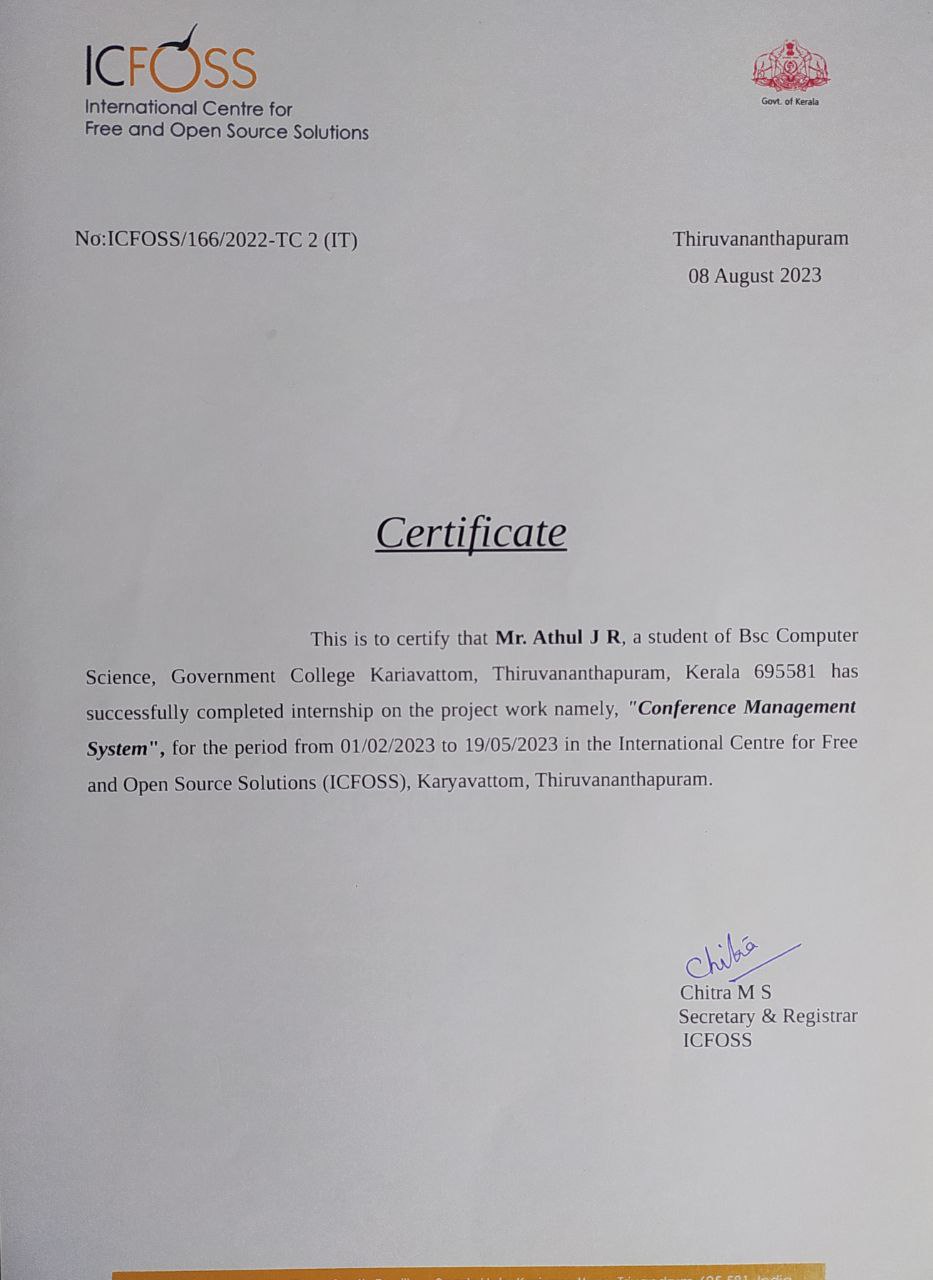 ICFOSS
International Centre for
Free and Open Source Solutions
Govt. of Kerala
No:ICFOSS/166/2022-TC 2 (IT)
Thiruvananthapuram
08 August 2023
Certificate
This is to certify that Mr. Athul J R, a student of Bsc Computer
Science, Government College Kariavattom, Thiruvananthapuram, Kerala 695581 has
successfully completed internship on the project work namely, "Conference Management
System", for the period from 01/02/2023 to 19/05/2023 in the International Centre for Free
and Open Source Solutions (ICFOSS), Karyavattom, Thiruvananthapuram.
Chitra
Chitra M S
Secretary & Registrar
ICFOSS